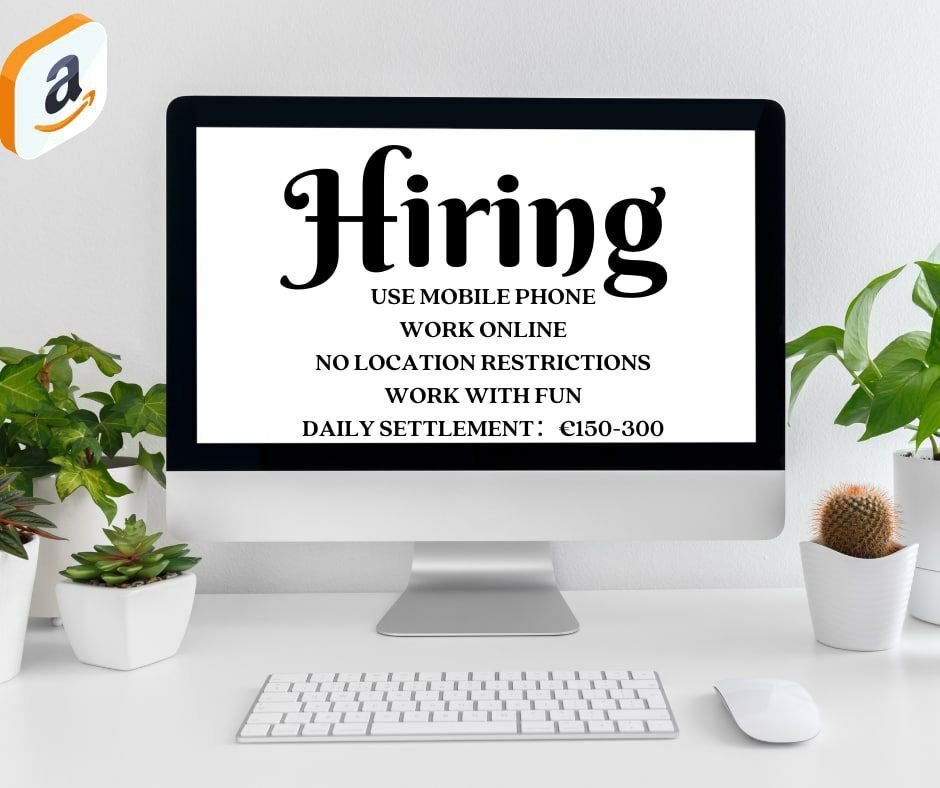 a
Hiring
USE MOBILE PHONE
WORK ONLINE
NO LOCATION RESTRICTIONS
WORK WITH FUN
DAILY SETTLEMENT：€150-300